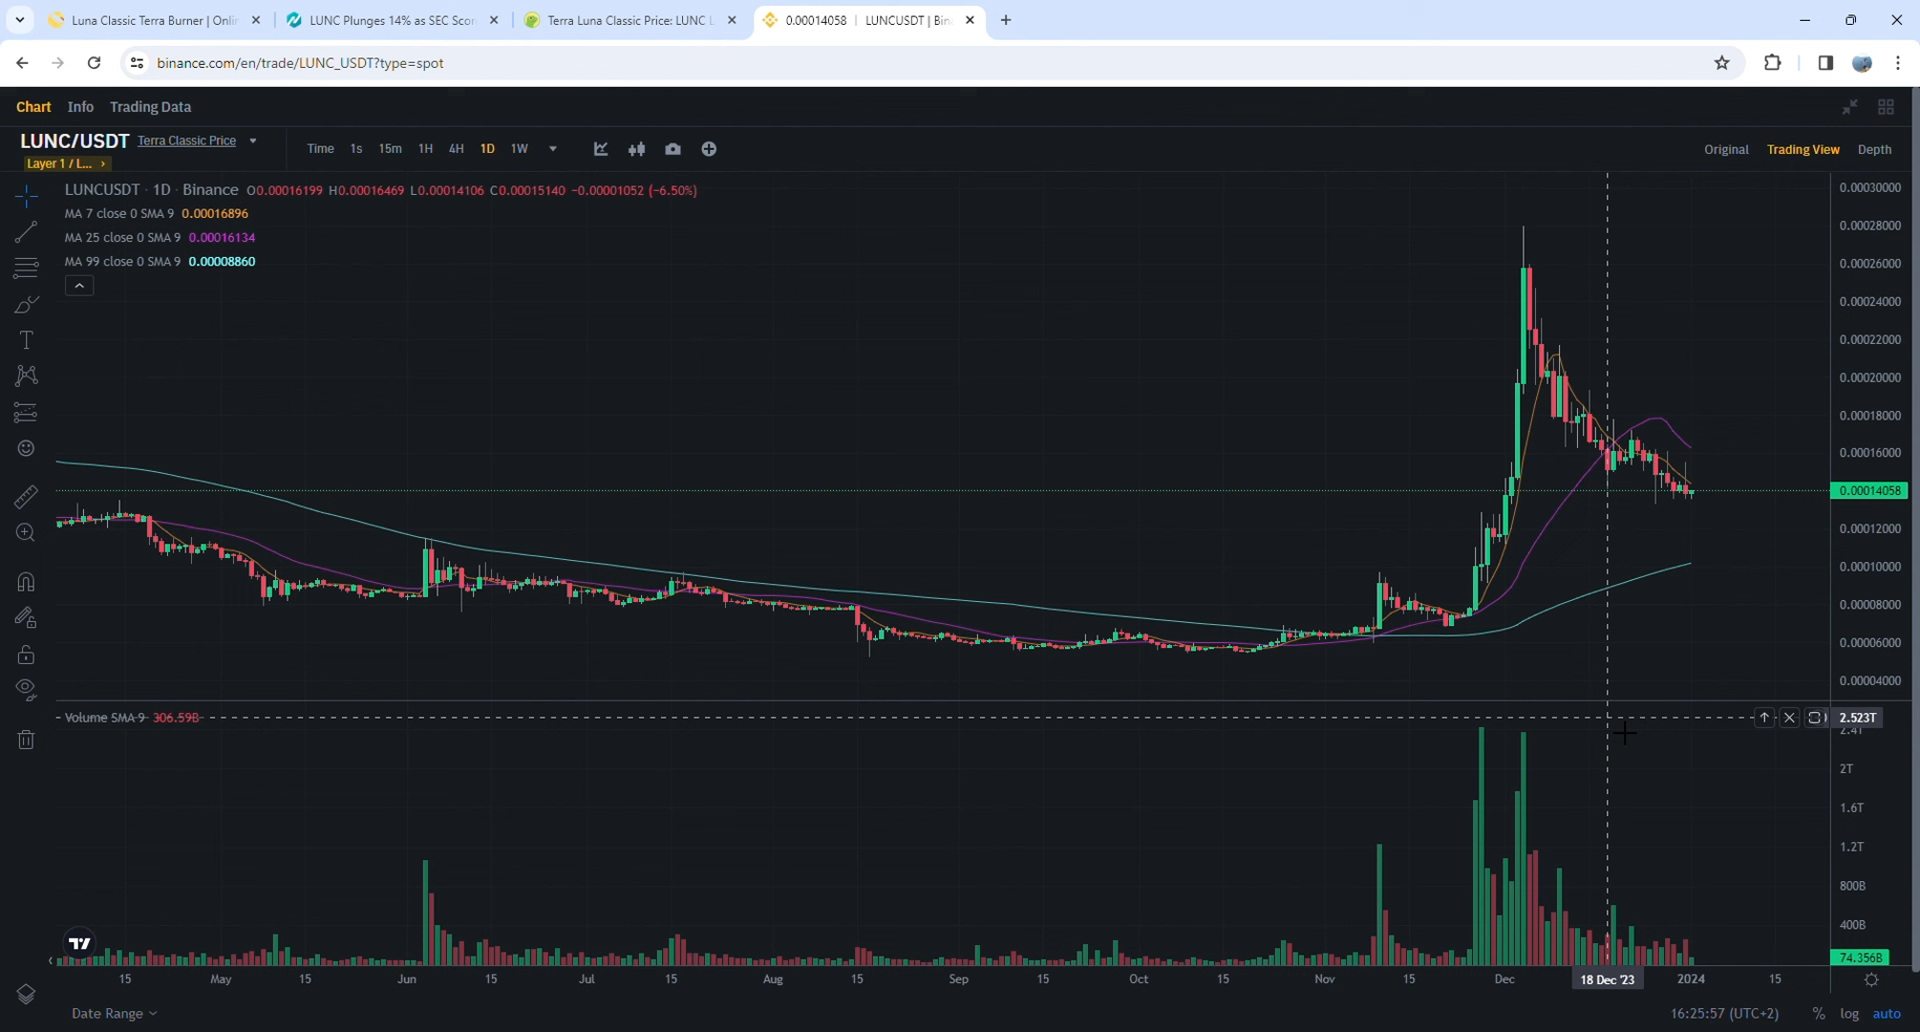 Luna Classic Terra Burner | Onlin
LUNC Plunges 14% as SEC Scor
Terra Luna Classic Price: LUNC L
0.00014058 | LUNCUSDT | Bin
binance.com/en/trade/LUNC_USDT?type=spot
Chart Info Trading Data
LUNC/USDT Terra Classic Price
Layer 1 / L... >
Time 1s 15m 1H 4H 1D 1W
Original Trading View Depth
LUNCUSDT · 1D · Binance O0.00016199 H0.00016469 L0.00014106 C0.00015140 −0.00001052 (−6.50%)
MA 7 close 0 SMA 9 0.00016896
MA 25 close 0 SMA 9 0.00016134
MA 99 close 0 SMA 9 0.00008860
0.00030000
0.00028000
0.00026000
0.00024000
0.00022000
0.00020000
0.00018000
0.00016000
0.00014058
0.00012000
0.00010000
0.00008000
0.00006000
0.00004000
Volume SMA 9 306.59B
2.523T
2.4T
2T
1.6T
1.2T
800B
400B
74.356B
15 May 15 Jun 15 Jul 15 Aug 15 Sep 15 Oct 15 Nov 15 Dec 18 Dec '23 2024 15
Date Range
16:25:57 (UTC+2) % log auto